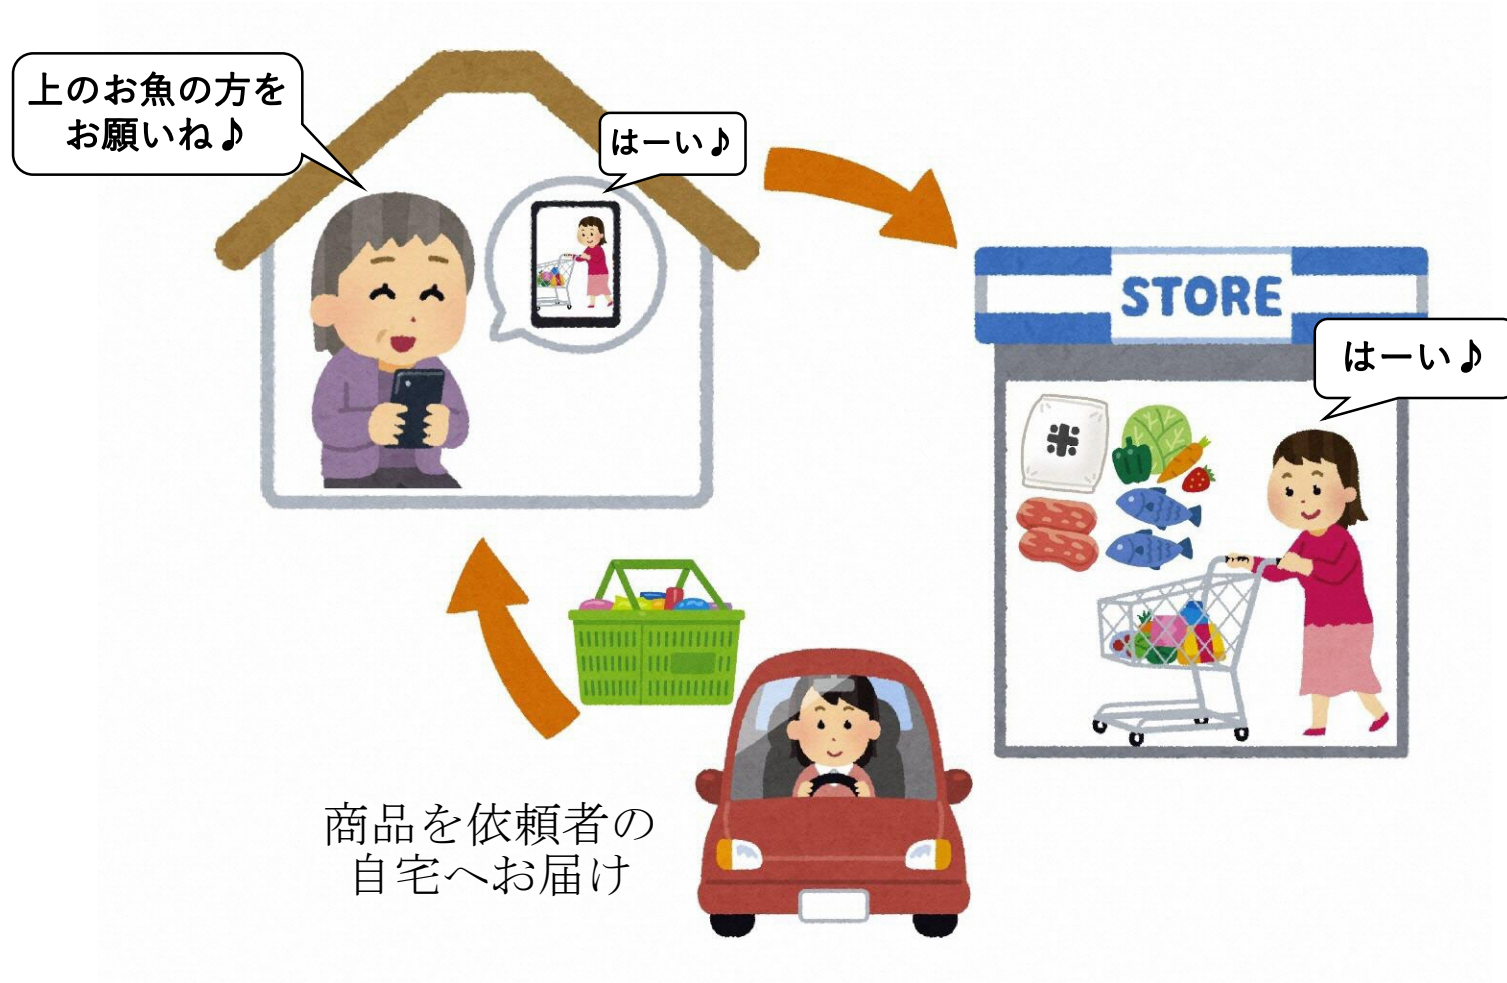 上のお魚の方を
お願いね♪
はーい♪
STORE
はーい♪
米
商品を依頼者の
自宅へお届け